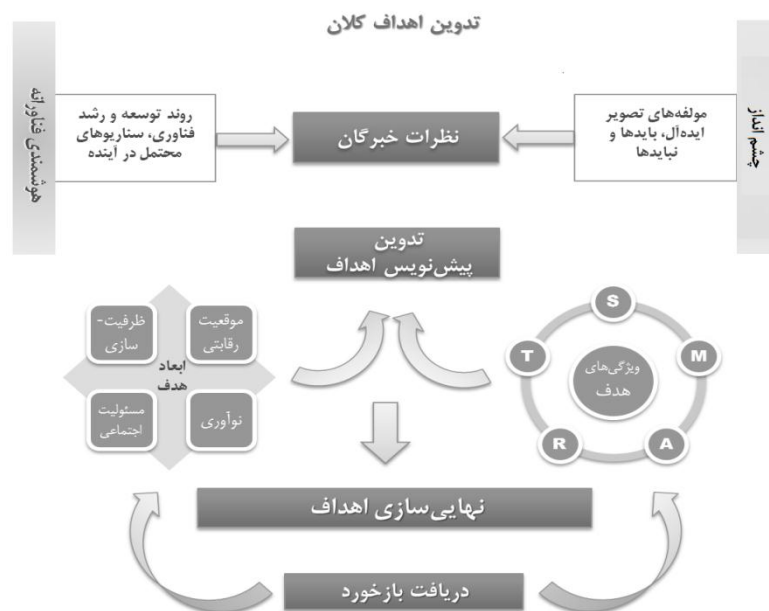 تدوین اهداف کلان
چشم انداز
مولفه‌های تصویر
ایده‌آل، بایدها و
نبایدها
نظرات خبرگان
روند توسعه و رشد
فناوری، سناریوهای
محتمل در آینده
هوشمندی فناورانه
تدوین
پیش‌نویس اهداف
S
M
A
R
T
ویژگی‌های
هدف
موقعیت
رقابتی
ظرفیت-
سازی
ابعاد
هدف
نوآوری
مسئولیت
اجتماعی
نهایی‌سازی اهداف
دریافت بازخورد